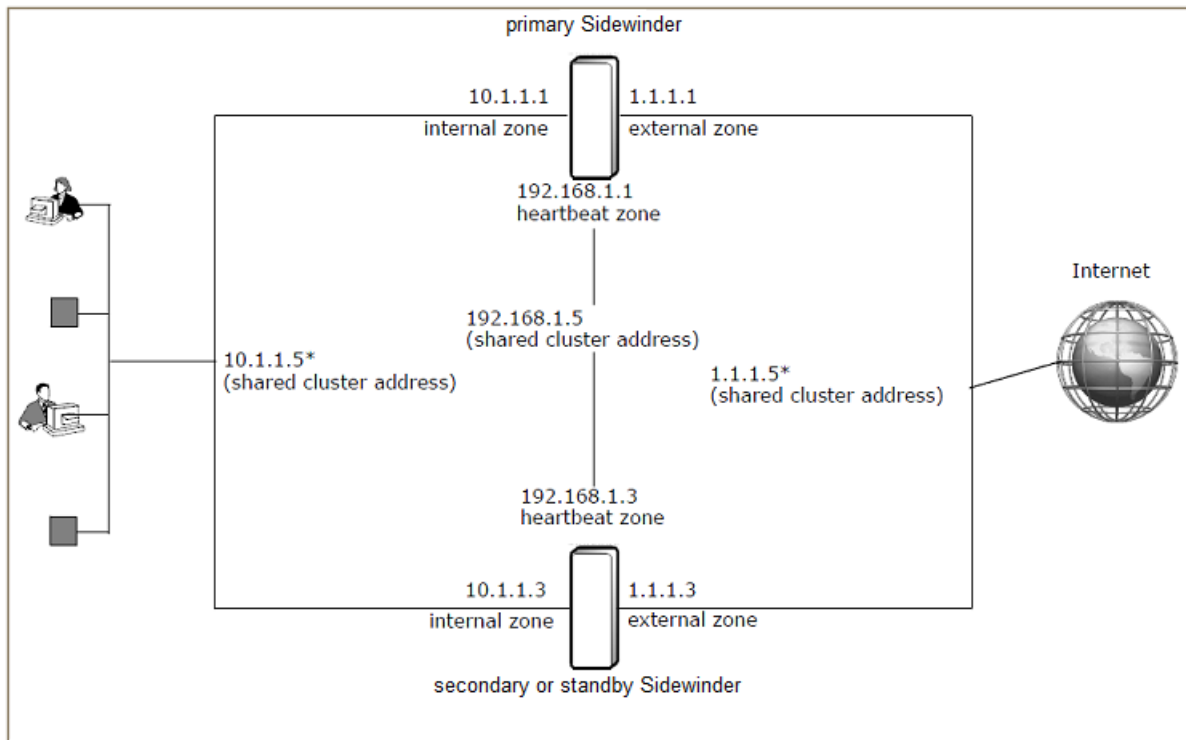 primary Sidewinder
10.1.1.1
internal zone
1.1.1.1
external zone
192.168.1.1
heartbeat zone
Internet
192.168.1.5
(shared cluster address)
10.1.1.5*
(shared cluster address)
1.1.1.5*
(shared cluster address)
192.168.1.3
heartbeat zone
10.1.1.3
internal zone
1.1.1.3
external zone
secondary or standby Sidewinder